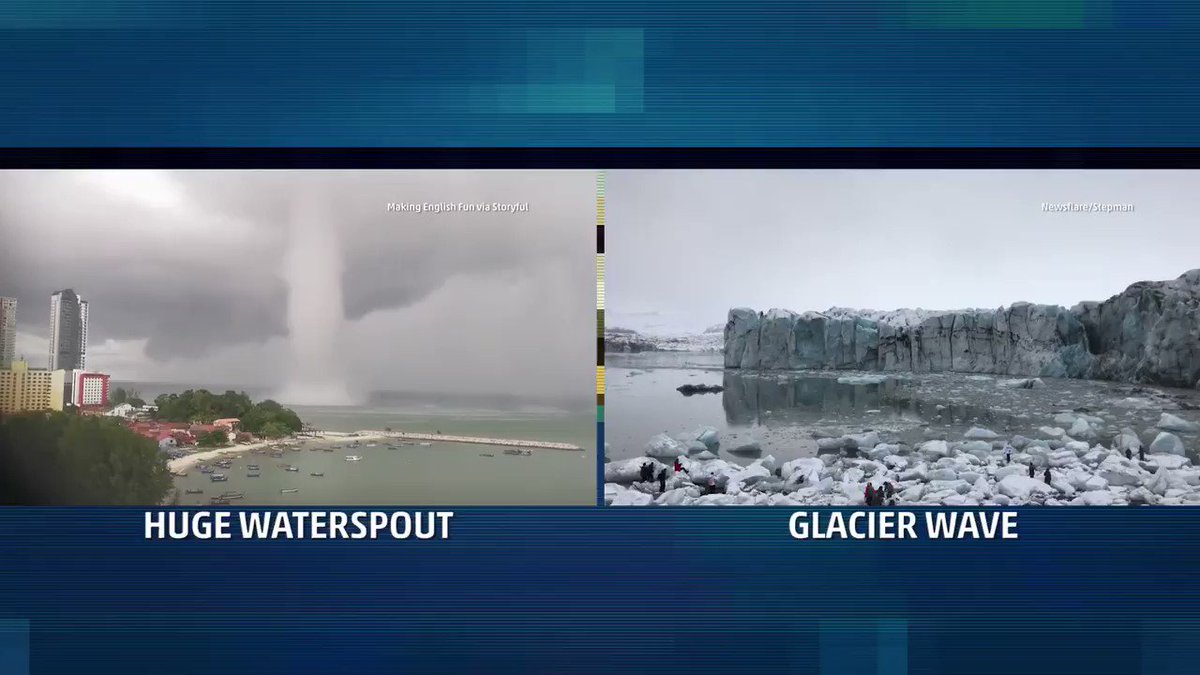 Making English Fun via Storyful
Newsflare/Stepman
HUGE WATERSPOUT
GLACIER WAVE